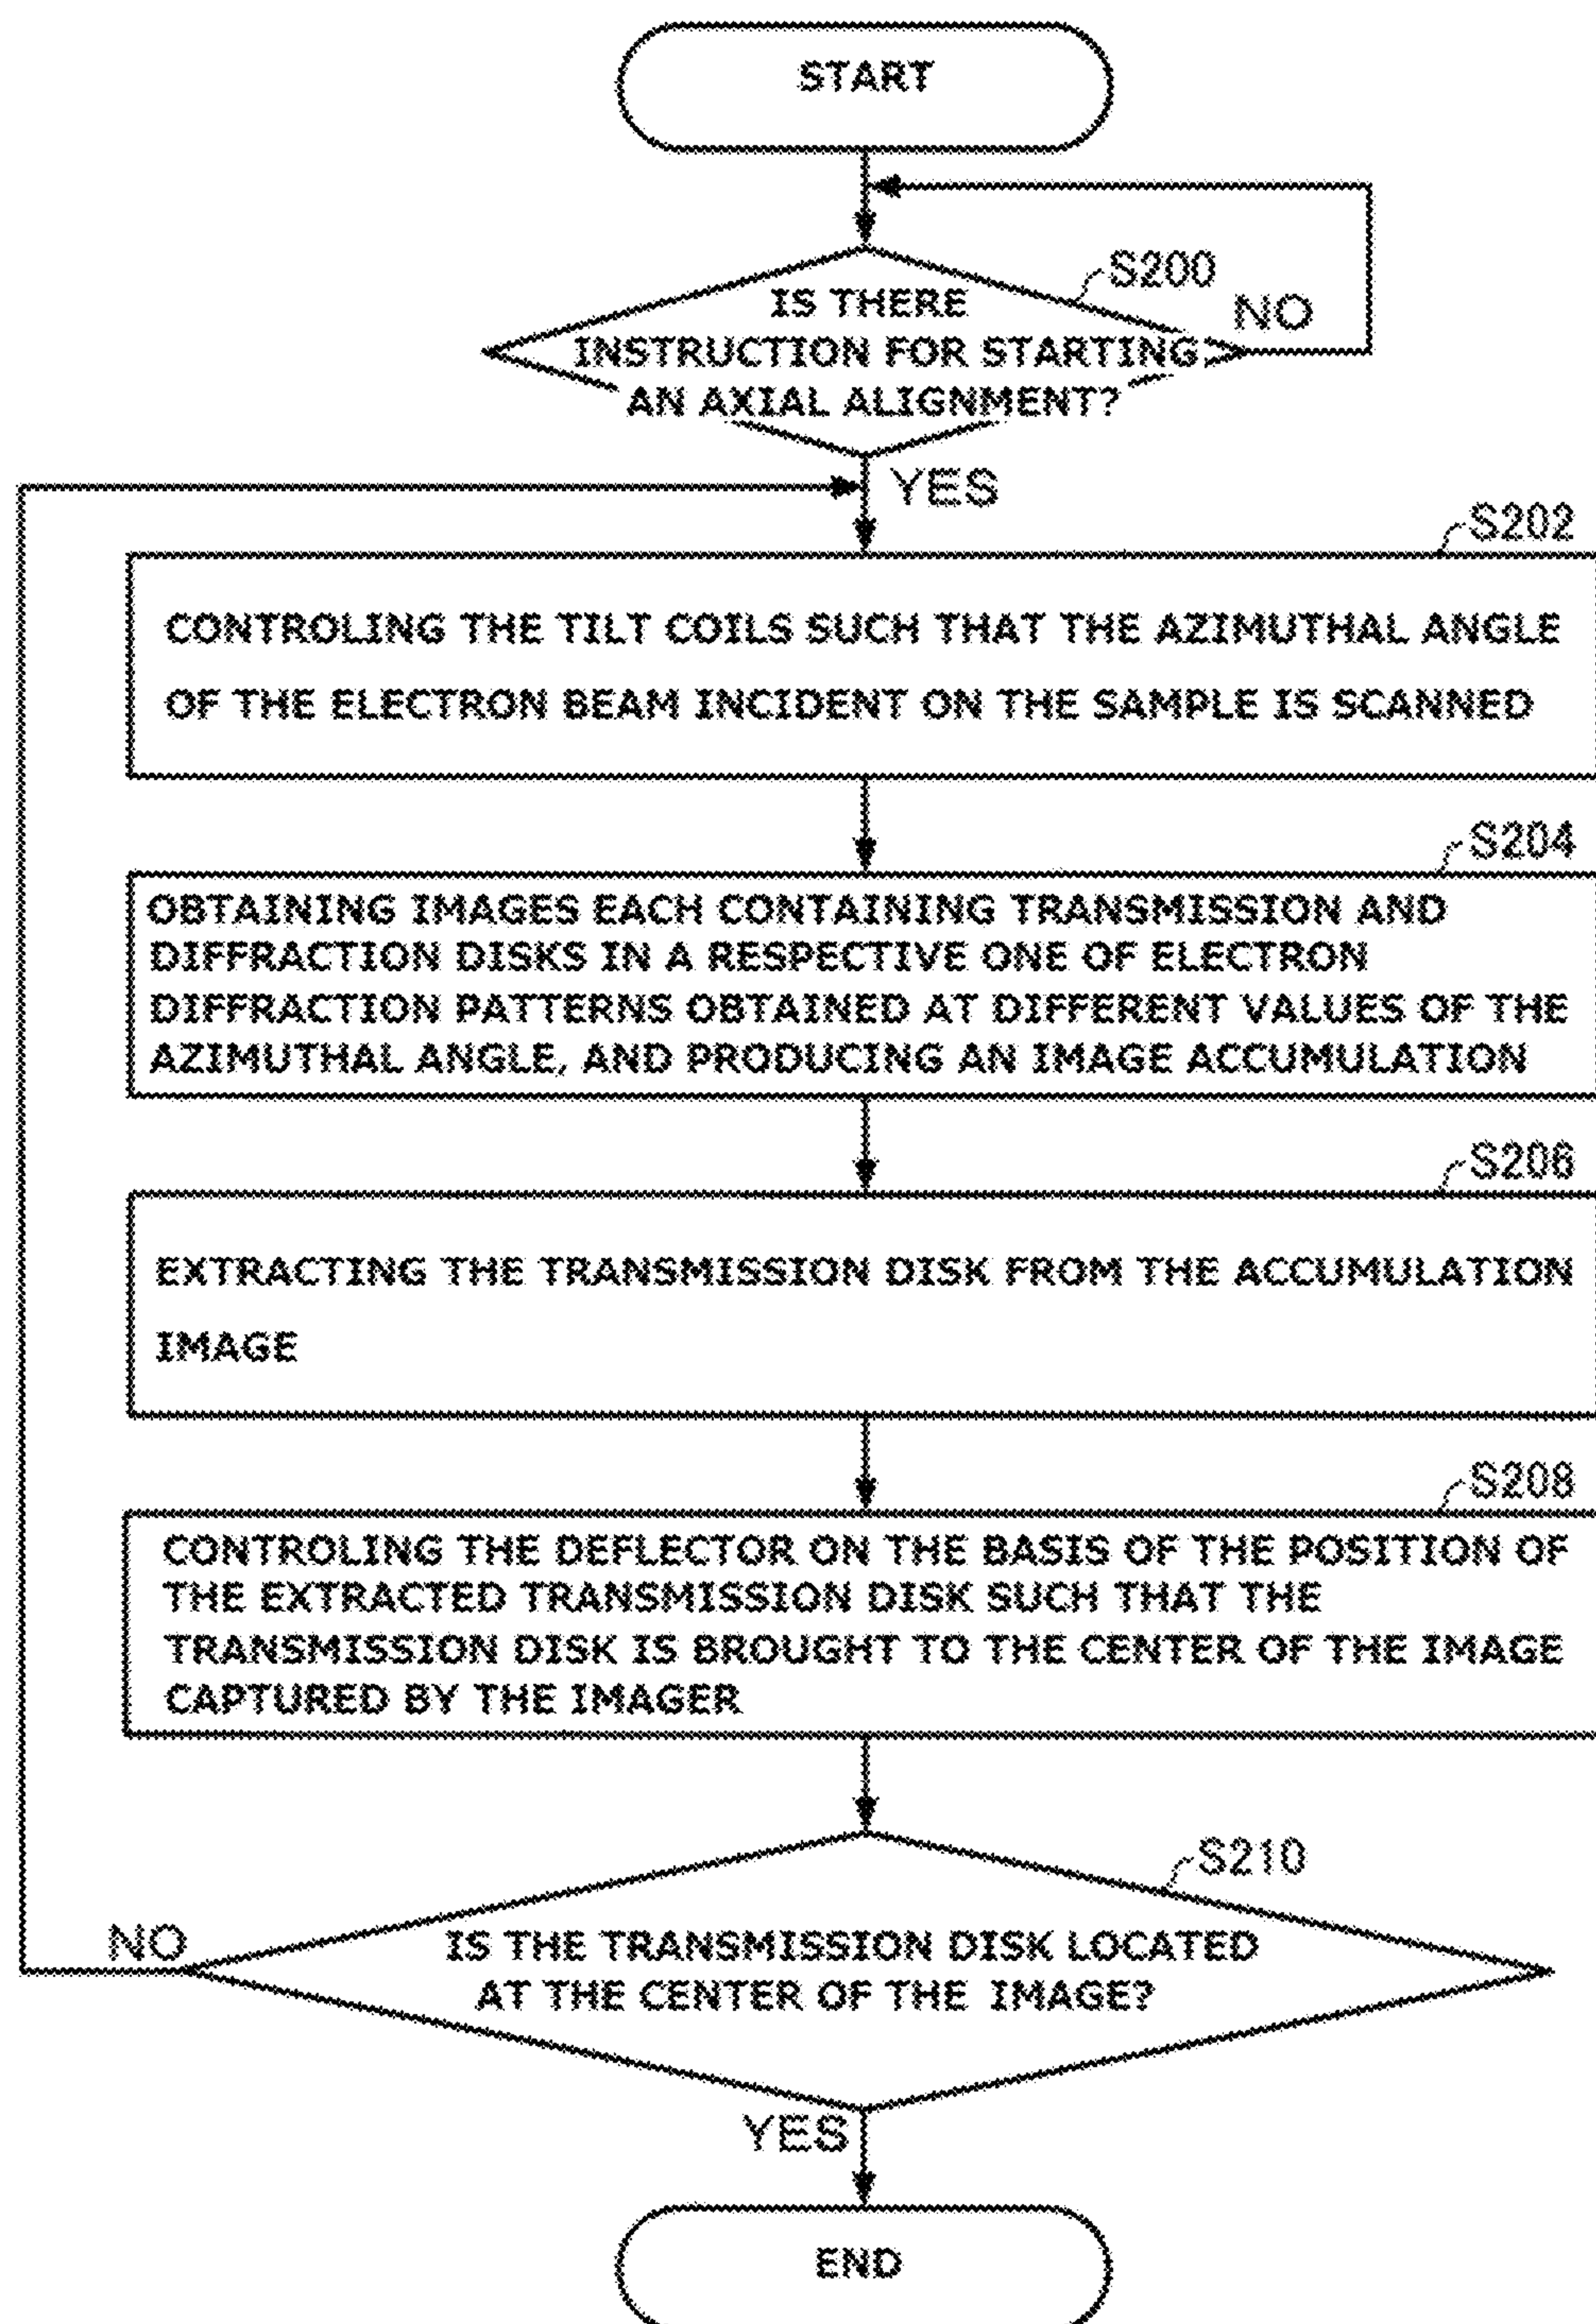 START
S200
IS THERE
NO
INSTRUCTION FOR STARTING
AN AXIAL ALIGNMENT?
YES
S202
CONTROLING THE TILT COILS SUCH THAT THE AZIMUTHAL ANGLE
OF THE ELECTRON BEAM INCIDENT ON THE SAMPLE IS SCANNED
S204
OBTAINING IMAGES EACH CONTAINING TRANSMISSION AND
DIFFRACTION DISKS IN A RESPECTIVE ONE OF ELECTRON
DIFFRACTION PATTERNS OBTAINED AT DIFFERENT VALUES OF THE
AZIMUTHAL ANGLE, AND PRODUCING AN IMAGE ACCUMULATION
S206
EXTRACTING THE TRANSMISSION DISK FROM THE ACCUMULATION
IMAGE
S208
CONTROLING THE DEFLECTOR ON THE BASIS OF THE POSITION OF
THE EXTRACTED TRANSMISSION DISK SUCH THAT THE
TRANSMISSION DISK IS BROUGHT TO THE CENTER OF THE IMAGE
CAPTURED BY THE IMAGER
S210
NO
IS THE TRANSMISSION DISK LOCATED
AT THE CENTER OF THE IMAGE?
YES
END